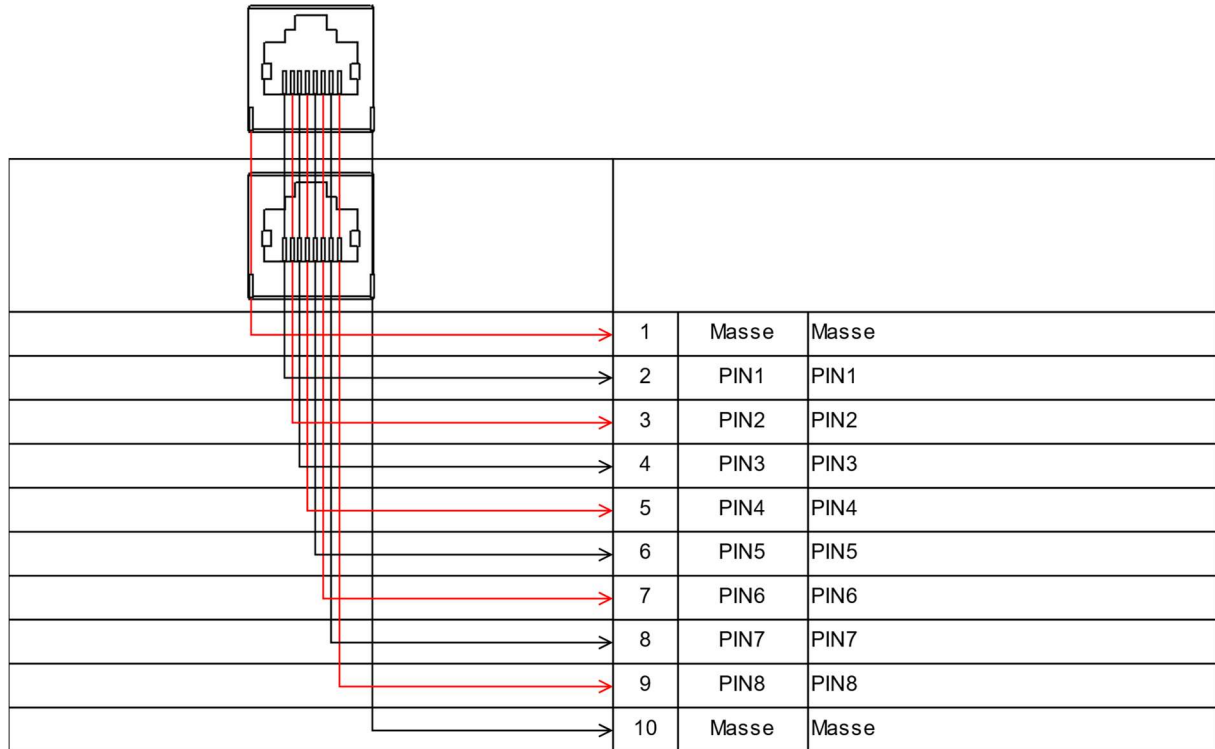 1 Masse Masse
2 PIN1 PIN1
3 PIN2 PIN2
4 PIN3 PIN3
5 PIN4 PIN4
6 PIN5 PIN5
7 PIN6 PIN6
8 PIN7 PIN7
9 PIN8 PIN8
10 Masse Masse